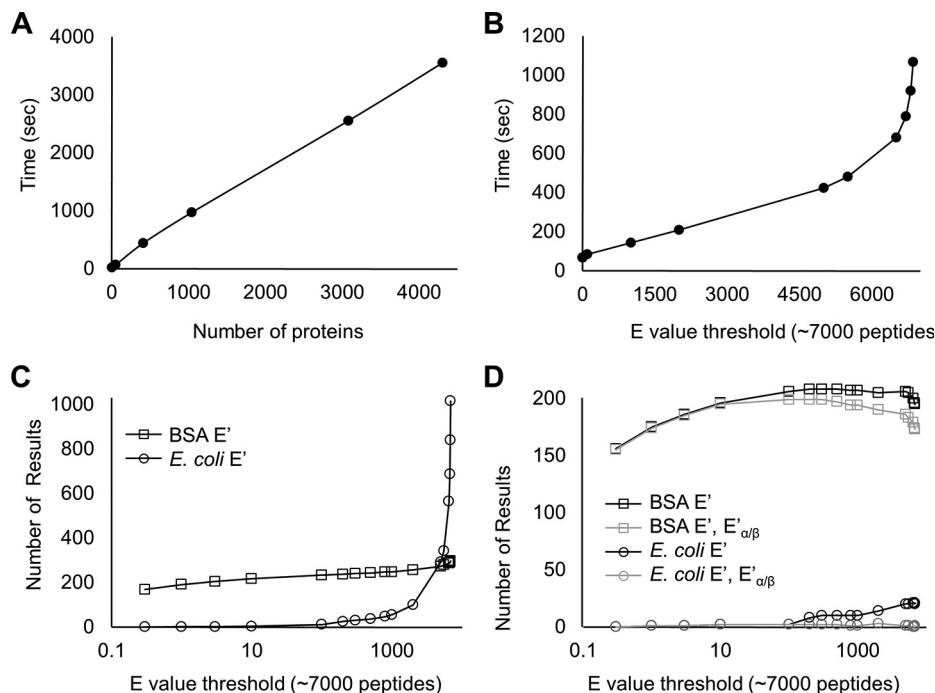 A
4000
3000
2000
1000
0
Time (sec)
0 1000 2000 3000 4000
Number of proteins
B
1200
1000
800
600
400
200
0
Time (sec)
0 1500 3000 4500 6000
E value threshold (~7000 peptides
C
1000
800
600
400
200
0
Number of Results
BSA E’
E. coli E’
0.1 10 1000
E value threshold (~7000 peptides)
D
200
150
100
50
0
Number of Results
BSA E’
BSA E’, E’α/β
E. coli E’
E. coli E’, E’α/β
0.1 10 1000
E value threshold (~7000 peptides)